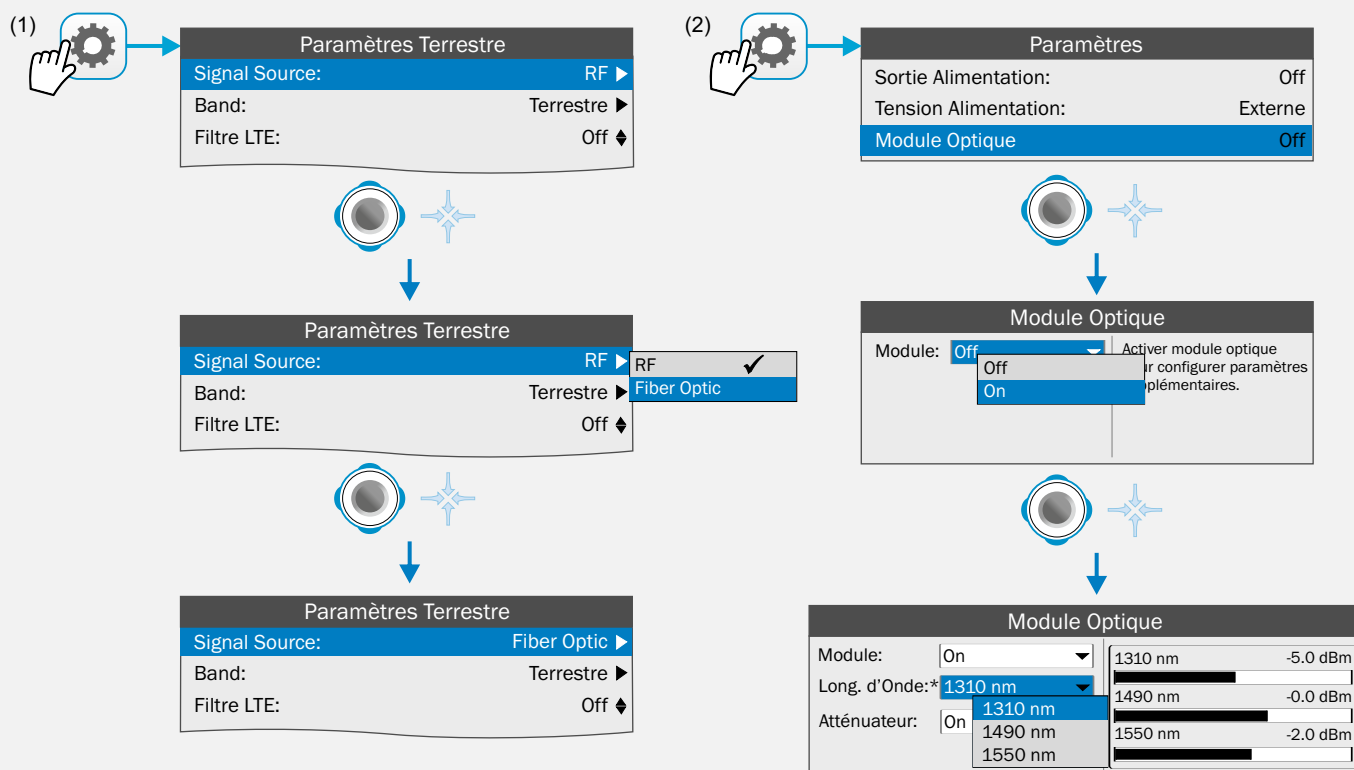 (1)
Paramètres Terrestre
Signal Source: RF
Band: Terrestre
Filtre LTE: Off
Paramètres Terrestre
Signal Source: RF
Band: Terrestre
Filtre LTE: Off
RF
Fiber Optic
Paramètres Terrestre
Signal Source: Fiber Optic
Band: Terrestre
Filtre LTE: Off
(2)
Paramètres
Sortie Alimentation: Off
Tension Alimentation: Externe
Module Optique Off
Module Optique
Module: Off
Off
On
Activer module optique
configurer paramètres
Module Optique
Module: On
Long. d'Onde:* 1310 nm
1310 nm
1490 nm
1550 nm
Atténuateur: On
1310 nm -5.0 dBm
1490 nm -0.0 dBm
1550 nm -2.0 dBm